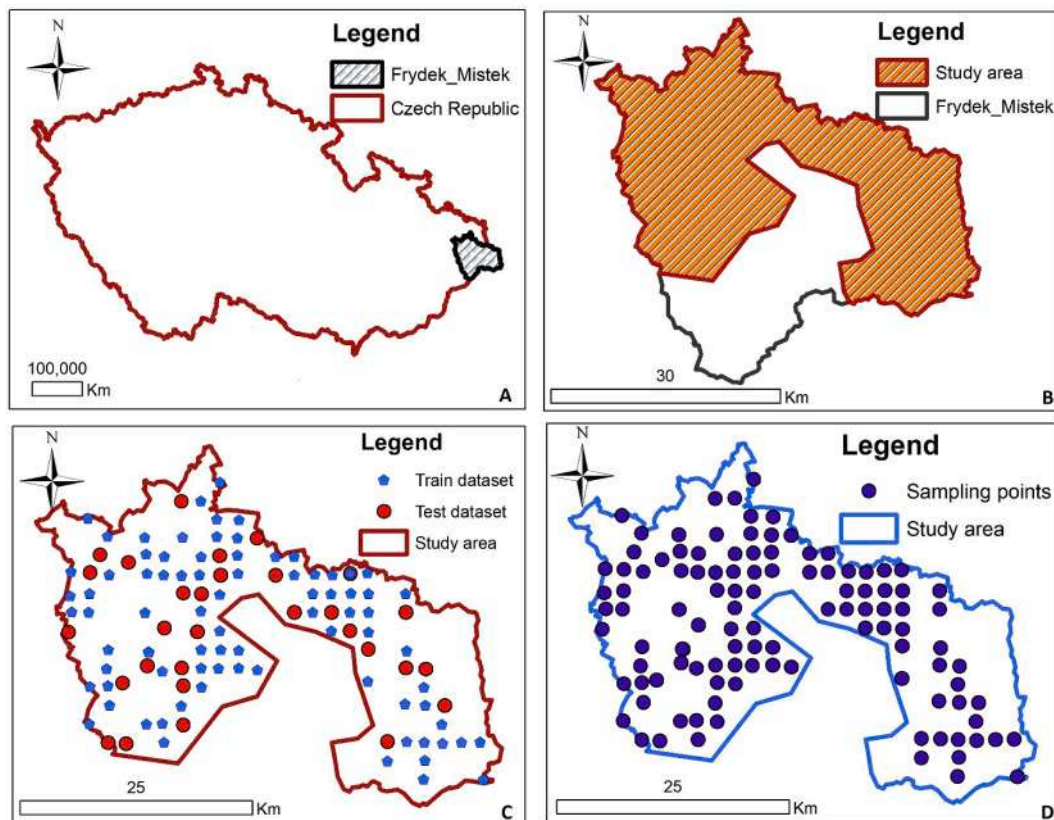 N
Legend
Frydek_Mistek
Czech Republic
100,000
Km
A
N
Legend
Study area
Frydek_Mistek
30
Km
B
N
Legend
Train dataset
Test dataset
Study area
25
Km
C
N
Legend
Sampling points
Study area
25
Km
D